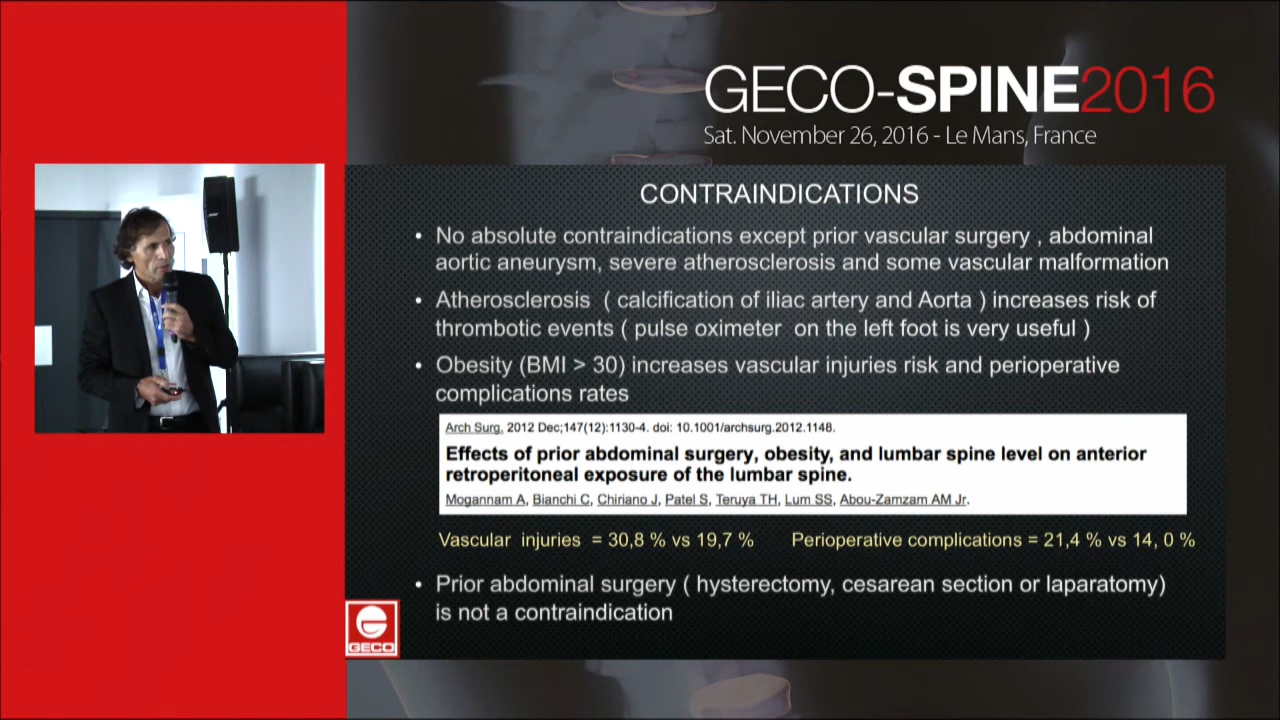 GECO-SPINE2016
Sat. November 26, 2016 - Le Mans, France
CONTRAINDICATIONS
• No absolute contraindications except prior vascular surgery , abdominal
aortic aneurysm, severe atherosclerosis and some vascular malformation
• Atherosclerosis ( calcification of iliac artery and Aorta ) increases risk of
thrombotic events ( pulse oximeter on the left foot is very useful )
• Obesity (BMI > 30) increases vascular injuries risk and perioperative
complications rates
Arch Surg. 2012 Dec;147(12):1130-4. doi: 10.1001/archsurg.2012.1148.
Effects of prior abdominal surgery, obesity, and lumbar spine level on anterior
retroperitoneal exposure of the lumbar spine.
Mogannam A, Bianchi C, Chiriano J, Patel S, Teruya TH, Lum SS, Abou-Zamzam AM Jr.
Vascular injuries = 30,8 % vs 19,7 % Perioperative complications = 21,4 % vs 14, 0 %
• Prior abdominal surgery ( hysterectomy, cesarean section or laparatomy)
is not a contraindication
GECO